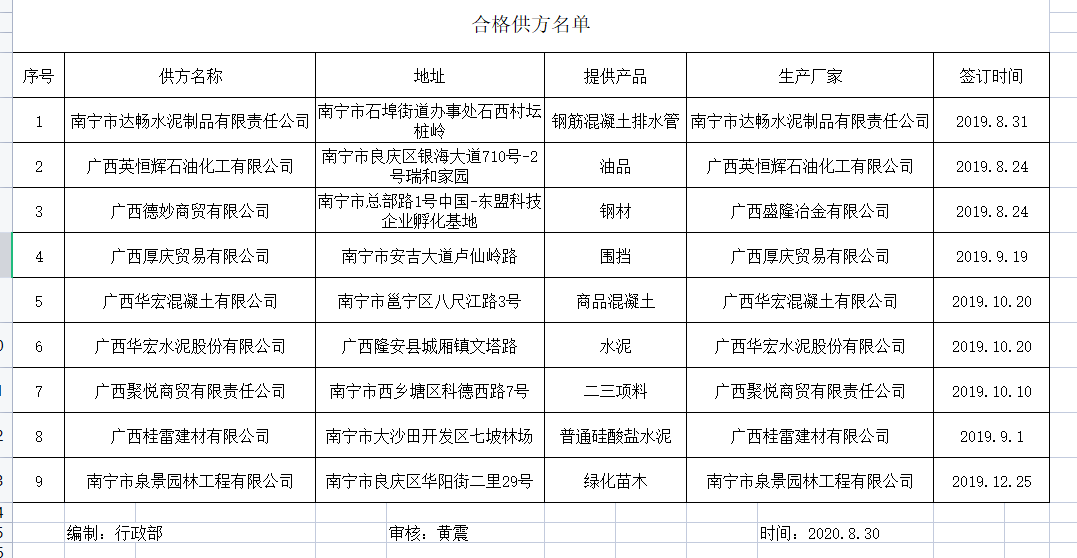 合格供方名单
序号 供方名称 地址 提供产品 生产厂家 签订时间
1 南宁市达畅水泥制品有限责任公司 南宁市石埠街道办事处石西村坛桩岭 钢筋混凝土排水管 南宁市达畅水泥制品有限责任公司 2019.8.31
2 广西英恒辉石油化工有限公司 南宁市良庆区银海大道710号-2号瑞和家园 油品 广西英恒辉石油化工有限公司 2019.8.24
3 广西德妙商贸有限公司 南宁市总部路1号中国-东盟科技企业孵化基地 钢材 广西盛隆冶金有限公司 2019.8.24
4 广西厚庆贸易有限公司 南宁市安吉大道卢仙岭路 围挡 广西厚庆贸易有限公司 2019.9.19
5 广西华宏混凝土有限公司 南宁市邕宁区八尺江路3号 商品混凝土 广西华宏混凝土有限公司 2019.10.20
6 广西华宏水泥股份有限公司 广西隆安县城厢镇文塔路 水泥 广西华宏水泥股份有限公司 2019.10.20
7 广西聚悦商贸有限责任公司 南宁市西乡塘区科德西路7号 二三项料 广西聚悦商贸有限责任公司 2019.10.10
8 广西桂雷建材有限公司 南宁市大沙田开发区七坡林场 普通硅酸盐水泥 广西桂雷建材有限公司 2019.9.1
9 南宁市泉景园林工程有限公司 南宁市良庆区华阳街二里29号 绿化苗木 南宁市泉景园林工程有限公司 2019.12.25
编制：行政部 审核：黄震 时间：2020.8.30